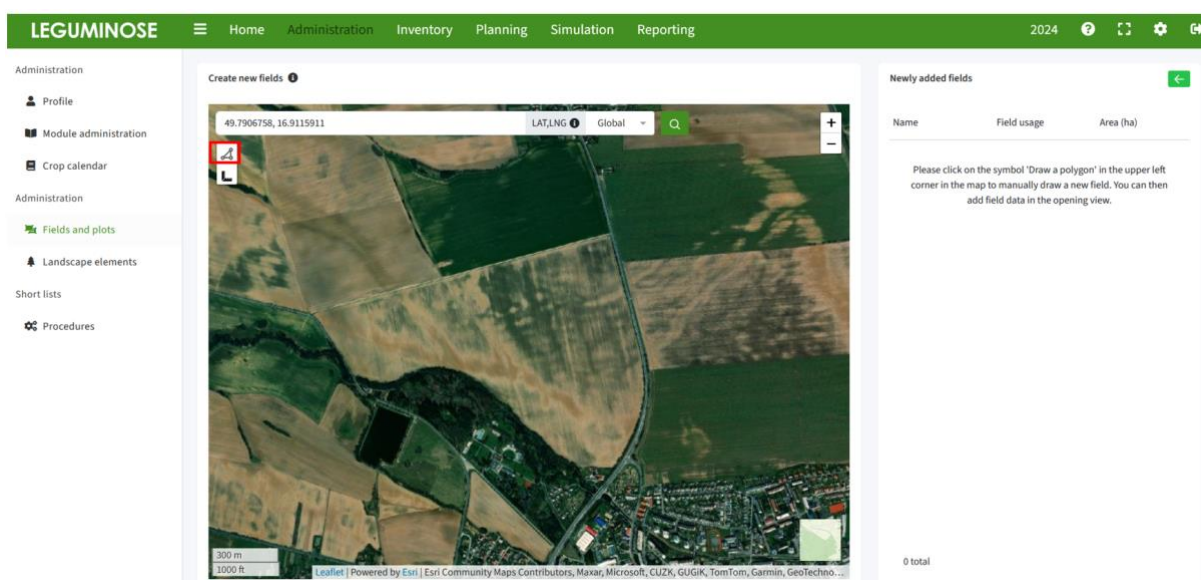 LEGUMINOSE
Home Administration Inventory Planning Simulation Reporting
2024
Administration
Profile
Module administration
Crop calendar
Administration
Fields and plots
Landscape elements
Short lists
Procedures
Create new fields
49.7906758, 16.9115911
LAT,LNG
Global
+
−
300 m
1000 ft
Leaflet | Powered by Esri | Esri Community Maps Contributors, Maxar, Microsoft, CUZK, GUGiK, TomTom, Garmin, GeoTechno...
Newly added fields
Name Field usage Area (ha)
Please click on the symbol 'Draw a polygon' in the upper left
corner in the map to manually draw a new field. You can then
add field data in the opening view.
0 total